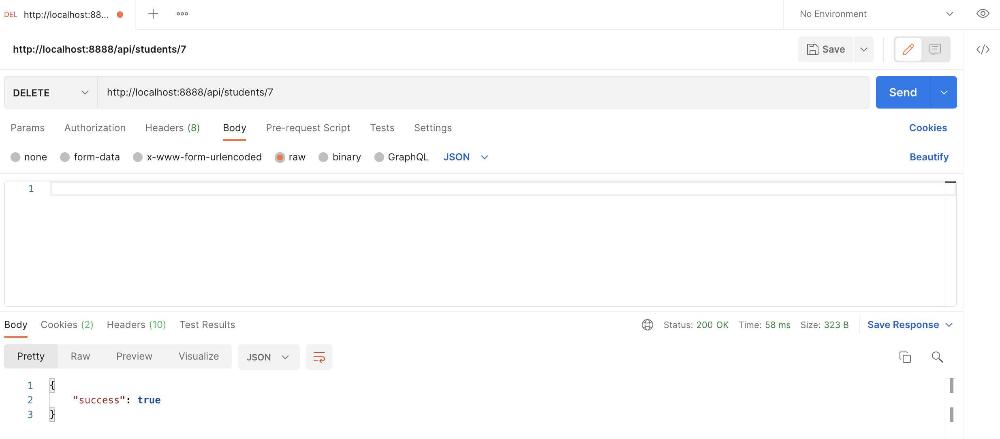 DEL http://localhost:88... No Environment
http://localhost:8888/api/students/7 Save </>
DELETE http://localhost:8888/api/students/7 Send
Params Authorization Headers (8) Body Pre-request Script Tests Settings Cookies
none form-data x-www-form-urlencoded raw binary GraphQL JSON Beautify
1
Body Cookies (2) Headers (10) Test Results Status: 200 OK Time: 58 ms Size: 323 B Save Response
Pretty Raw Preview Visualize JSON
1 {
2 "success": true
3 }